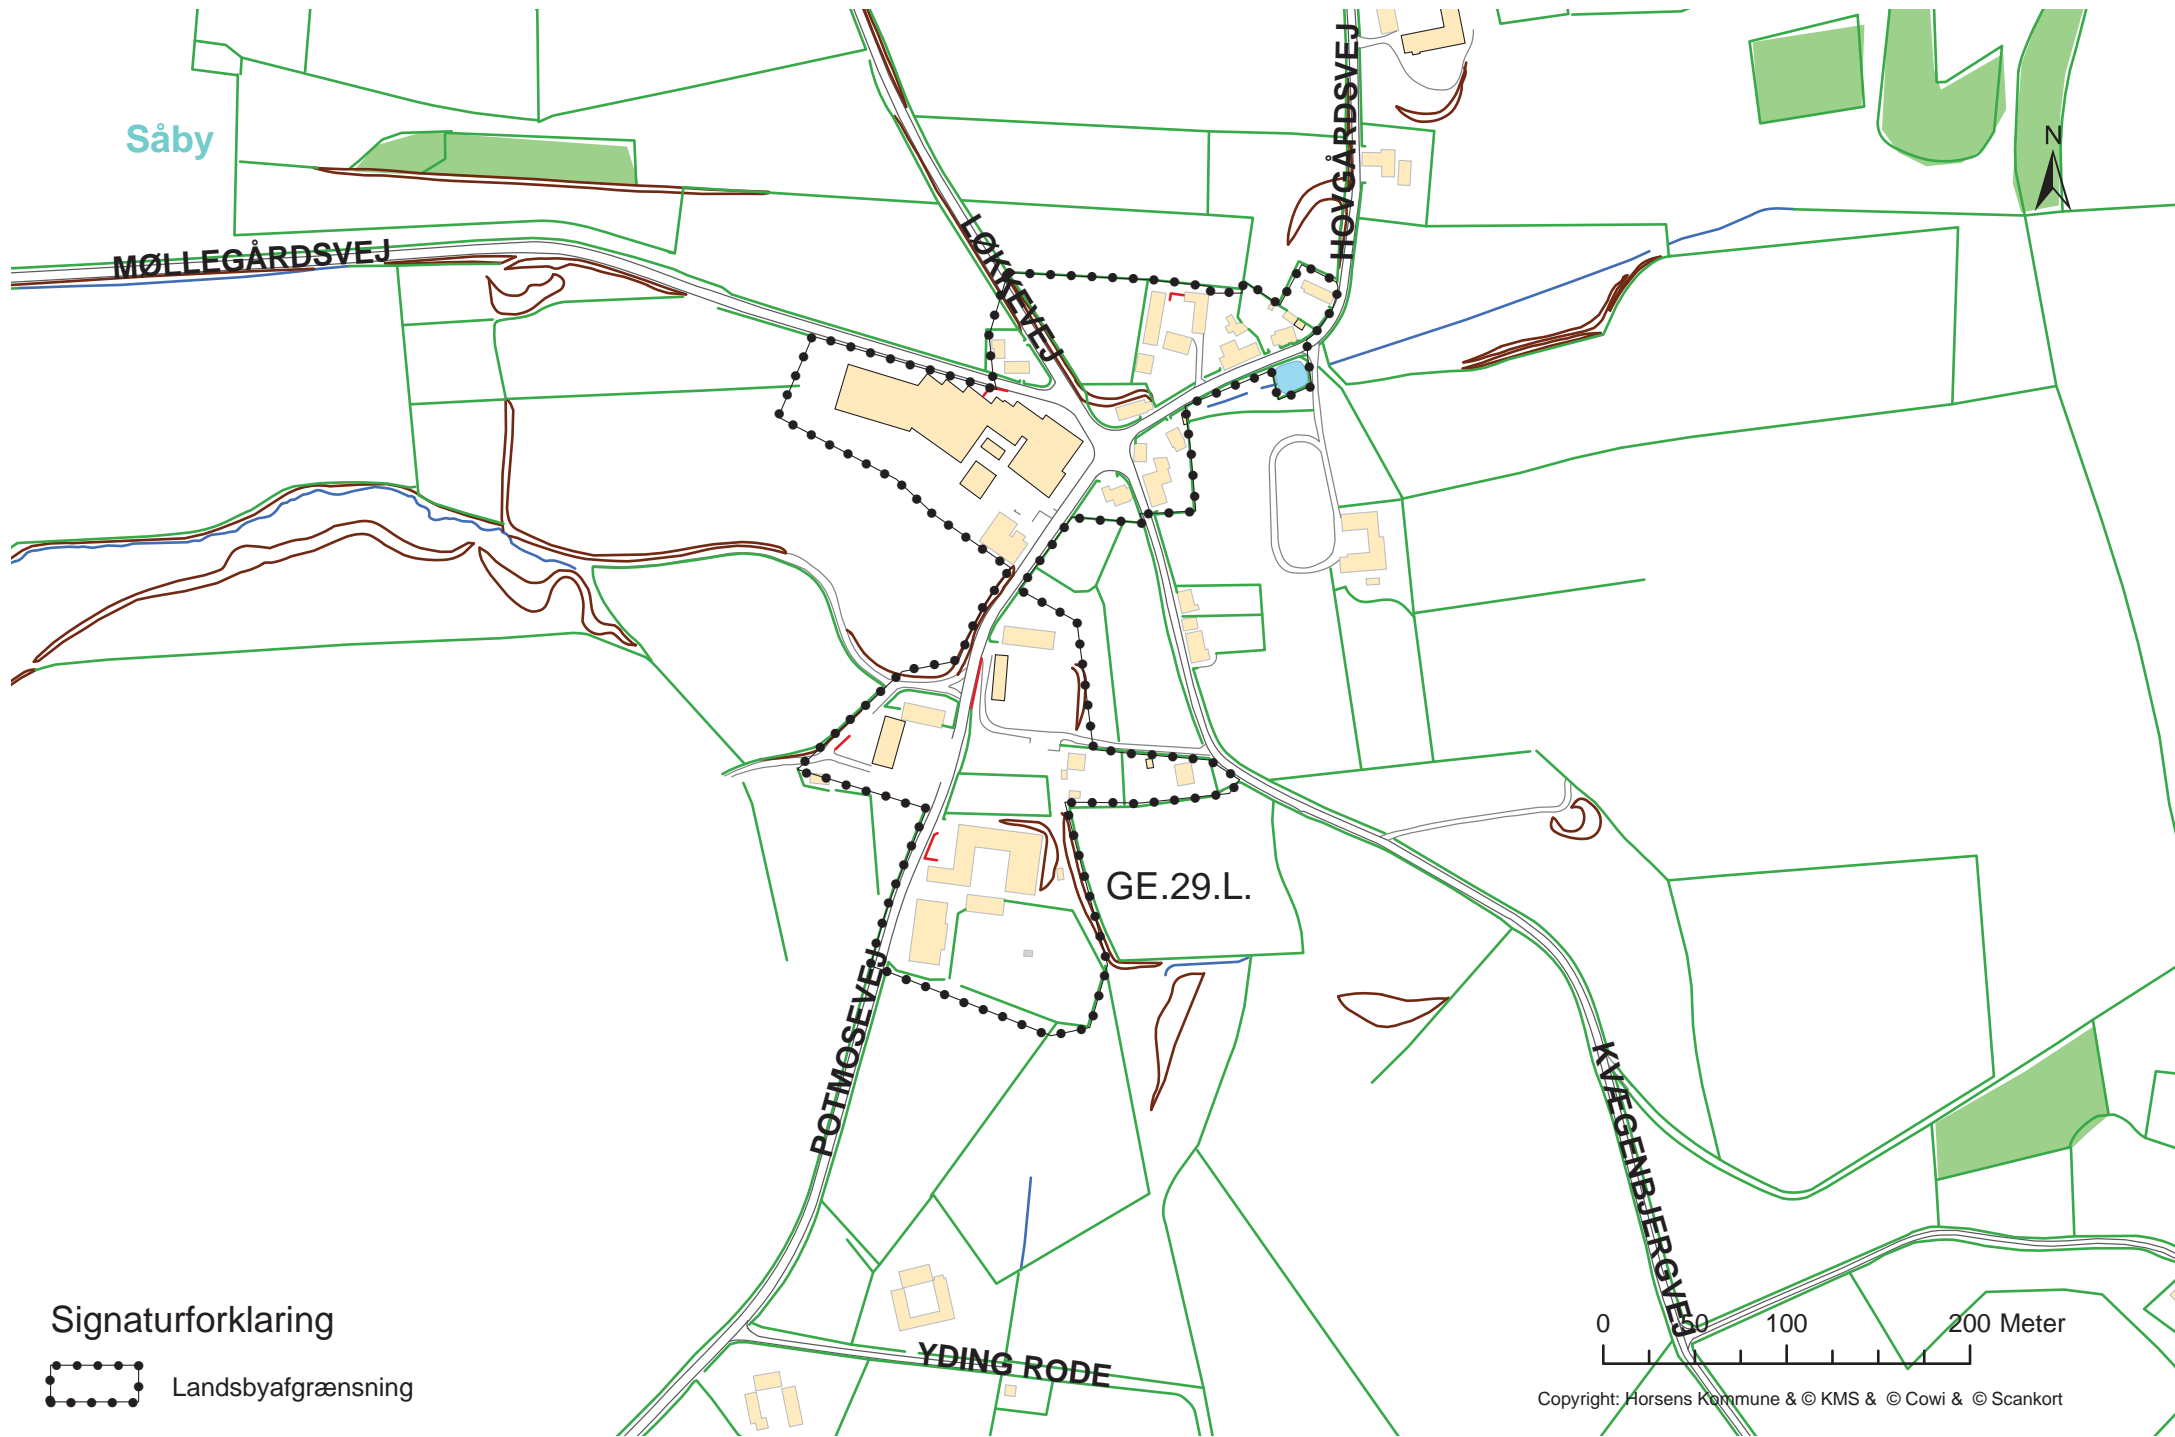 HOVGÅRDSVEJ
Såby
N
LØKKEVEJ
MØLLEGÅRDSVEJ
GE.29.L.
POTMOSEVEJ
KVÆGENBJERGVEJ
Signaturforklaring
0 50 100 200 Meter
YDING RODE
Landsbyafgrænsning
Copyright: Horsens Kommune & © KMS & © Cowi & © Scankort